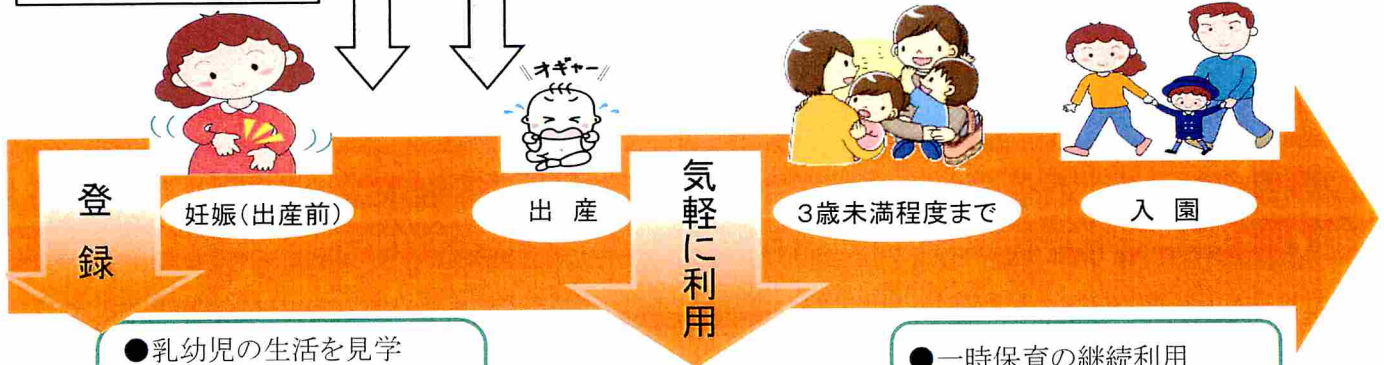 オギャー
登録
妊娠(出産前)
出 産
気軽に利用
3歳未満程度まで
入 園
●乳幼児の生活を見学
●一時保育の継続利用